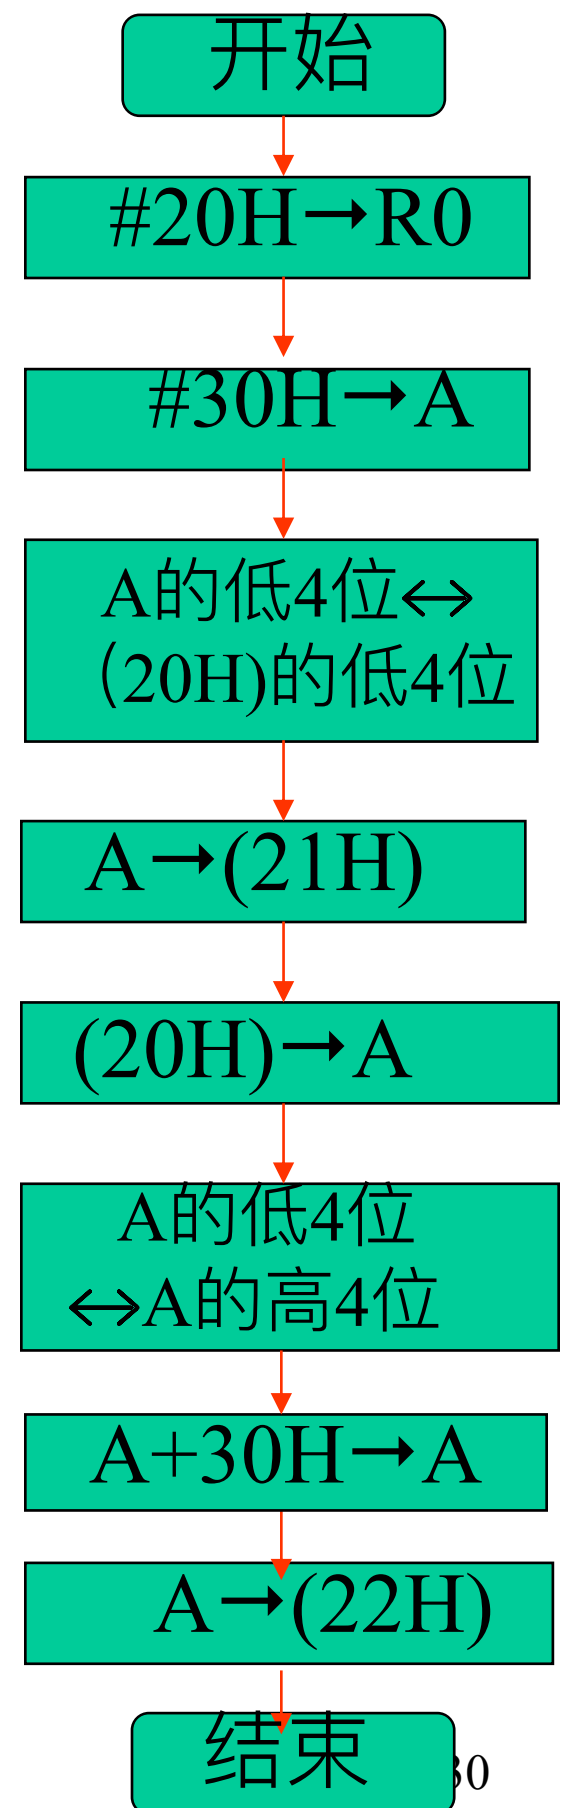 开始
#20H→R0
#30H→A
A的低4位↔
(20H)的低4位
A→(21H)
(20H)→A
A的低4位
↔A的高4位
A+30H→A
A→(22H)
结束
30